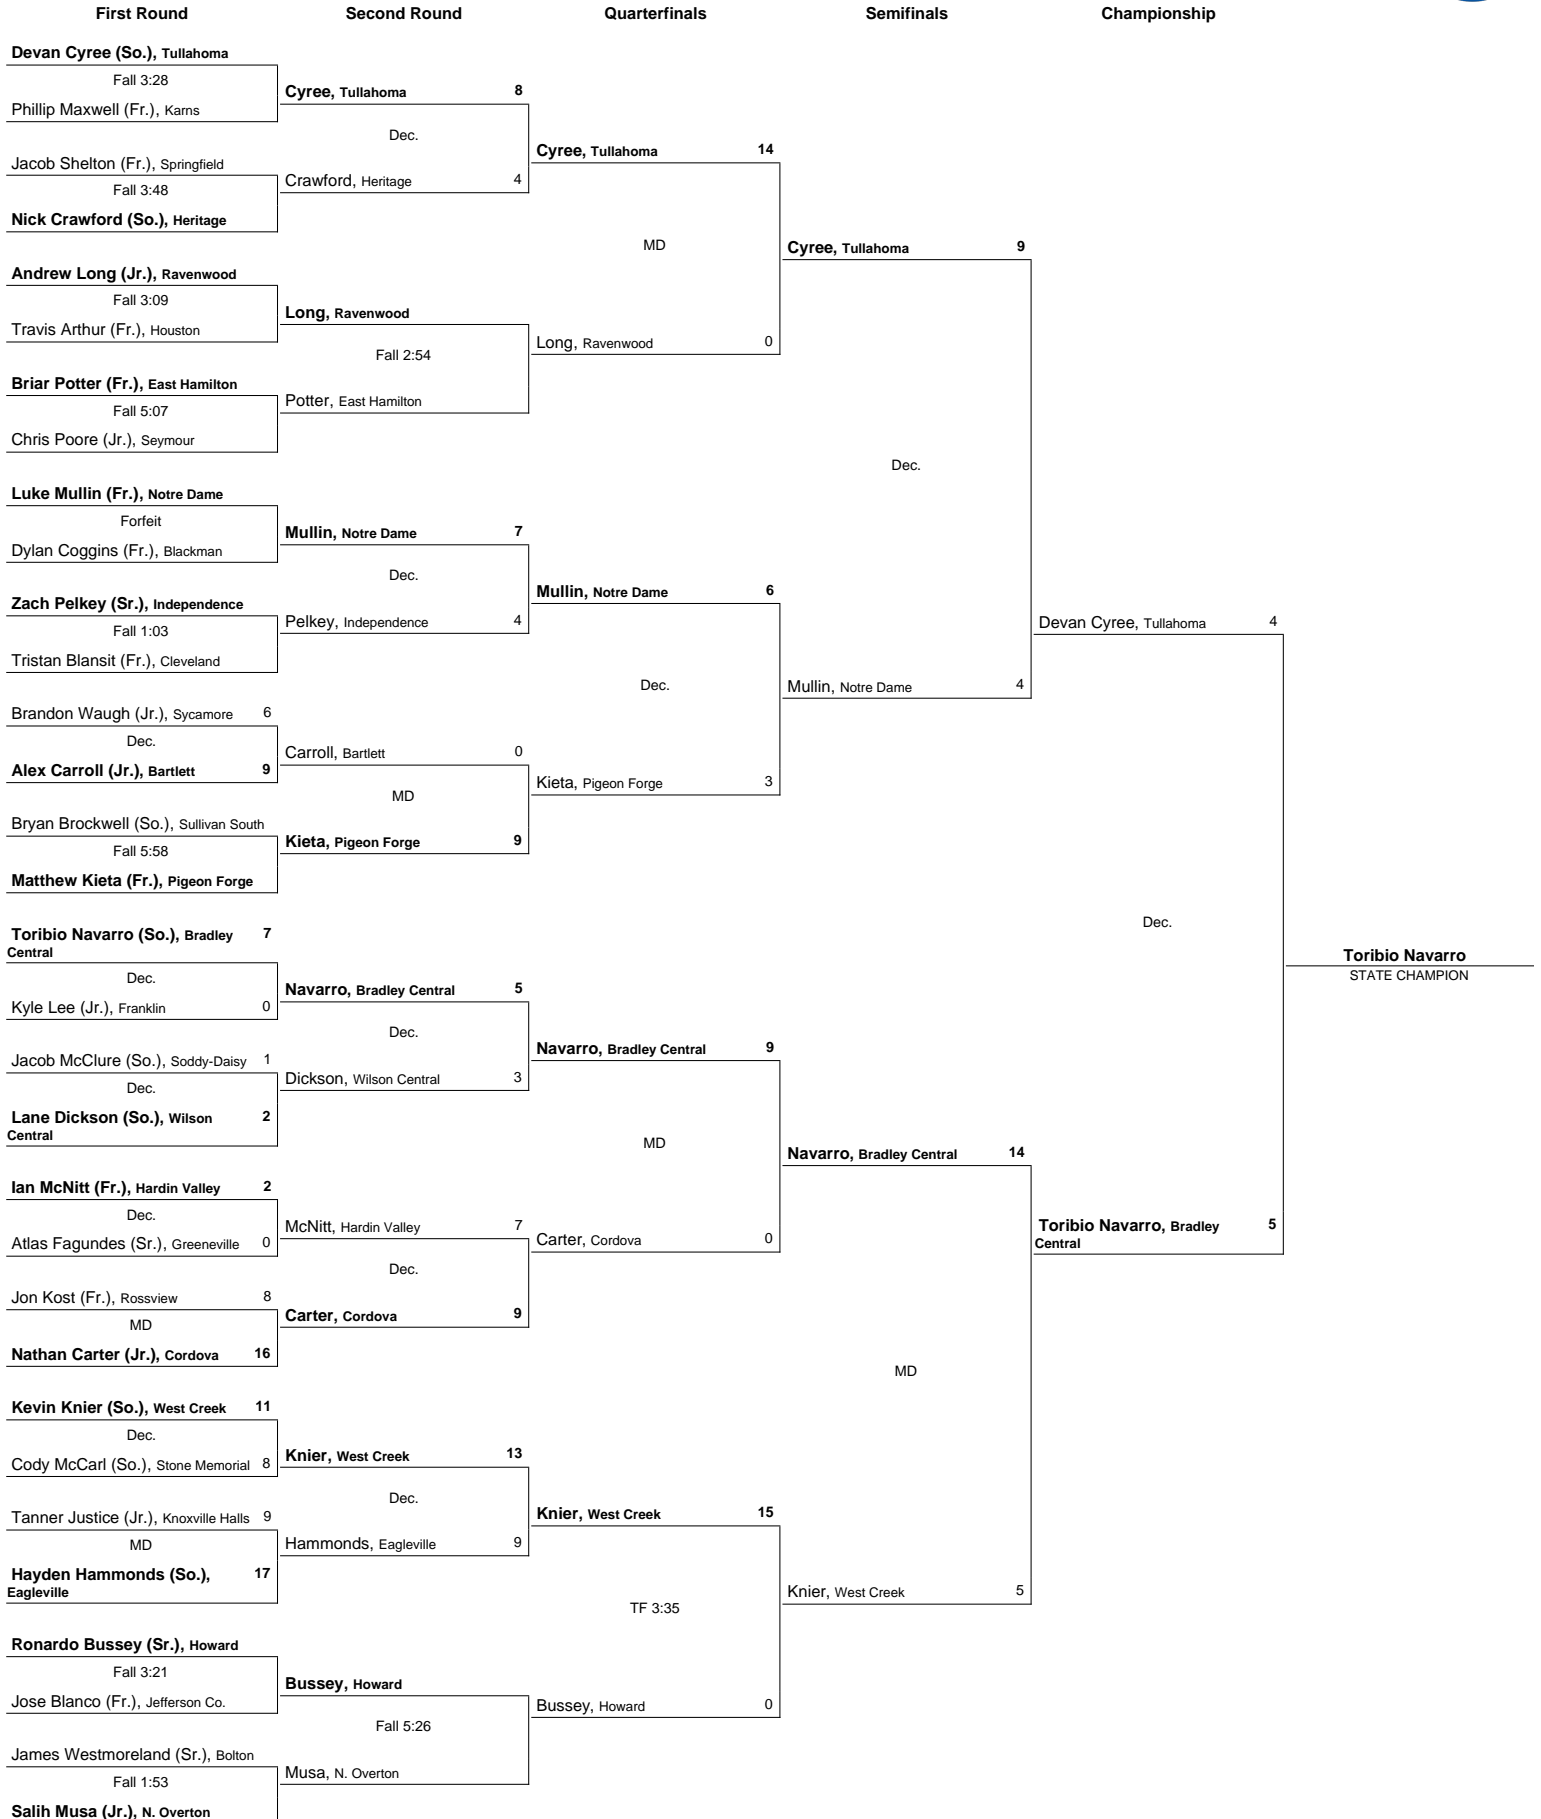 First Round
Second Round
Quarterfinals
Semifinals
Championship
Devan Cyree (So.), Tullahoma
Fall 3:28
Phillip Maxwell (Fr.), Karns
Jacob Shelton (Fr.), Springfield
Fall 3:48
Nick Crawford (So.), Heritage
Andrew Long (Jr.), Ravenwood
Fall 3:09
Travis Arthur (Fr.), Houston
Briar Potter (Fr.), East Hamilton
Fall 5:07
Chris Poore (Jr.), Seymour
Luke Mullin (Fr.), Notre Dame
Forfeit
Dylan Coggins (Fr.), Blackman
Zach Pelkey (Sr.), Independence
Fall 1:03
Tristan Blansit (Fr.), Cleveland
Brandon Waugh (Jr.), Sycamore 6
Dec.
Alex Carroll (Jr.), Bartlett 9
Bryan Brockwell (So.), Sullivan South
Fall 5:58
Matthew Kieta (Fr.), Pigeon Forge
Toribio Navarro (So.), Bradley 7
Central
Dec.
Kyle Lee (Jr.), Franklin 0
Jacob McClure (So.), Soddy-Daisy 1
Dec.
Lane Dickson (So.), Wilson 2
Central
Ian McNitt (Fr.), Hardin Valley 2
Dec.
Atlas Fagundes (Sr.), Greeneville 0
Jon Kost (Fr.), Rossview 8
MD
Nathan Carter (Jr.), Cordova 16
Kevin Knier (So.), West Creek 11
Dec.
Cody McCarl (So.), Stone Memorial 8
Tanner Justice (Jr.), Knoxville Halls 9
MD
Hayden Hammonds (So.), 17
Eagleville
Ronardo Bussey (Sr.), Howard
Fall 3:21
Jose Blanco (Fr.), Jefferson Co.
James Westmoreland (Sr.), Bolton
Fall 1:53
Salih Musa (Jr.), N. Overton
Cyree, Tullahoma 8
Dec.
Crawford, Heritage 4
Long, Ravenwood
Fall 2:54
Potter, East Hamilton
Mullin, Notre Dame 7
Dec.
Pelkey, Independence 4
Carroll, Bartlett 0
MD
Kieta, Pigeon Forge 9
Navarro, Bradley Central 5
Dec.
Dickson, Wilson Central 3
McNitt, Hardin Valley 7
Dec.
Carter, Cordova 9
Knier, West Creek 13
Dec.
Hammonds, Eagleville 9
Bussey, Howard
Fall 5:26
Musa, N. Overton
Cyree, Tullahoma 14
MD
Long, Ravenwood 0
Mullin, Notre Dame 6
Dec.
Kieta, Pigeon Forge 3
Navarro, Bradley Central 9
MD
Carter, Cordova 0
Knier, West Creek 15
TF 3:35
Bussey, Howard 0
Cyree, Tullahoma 9
Dec.
Mullin, Notre Dame 4
Navarro, Bradley Central 14
MD
Knier, West Creek 5
Devan Cyree, Tullahoma 4
Dec.
Toribio Navarro, Bradley 5
Central
Toribio Navarro
STATE CHAMPION